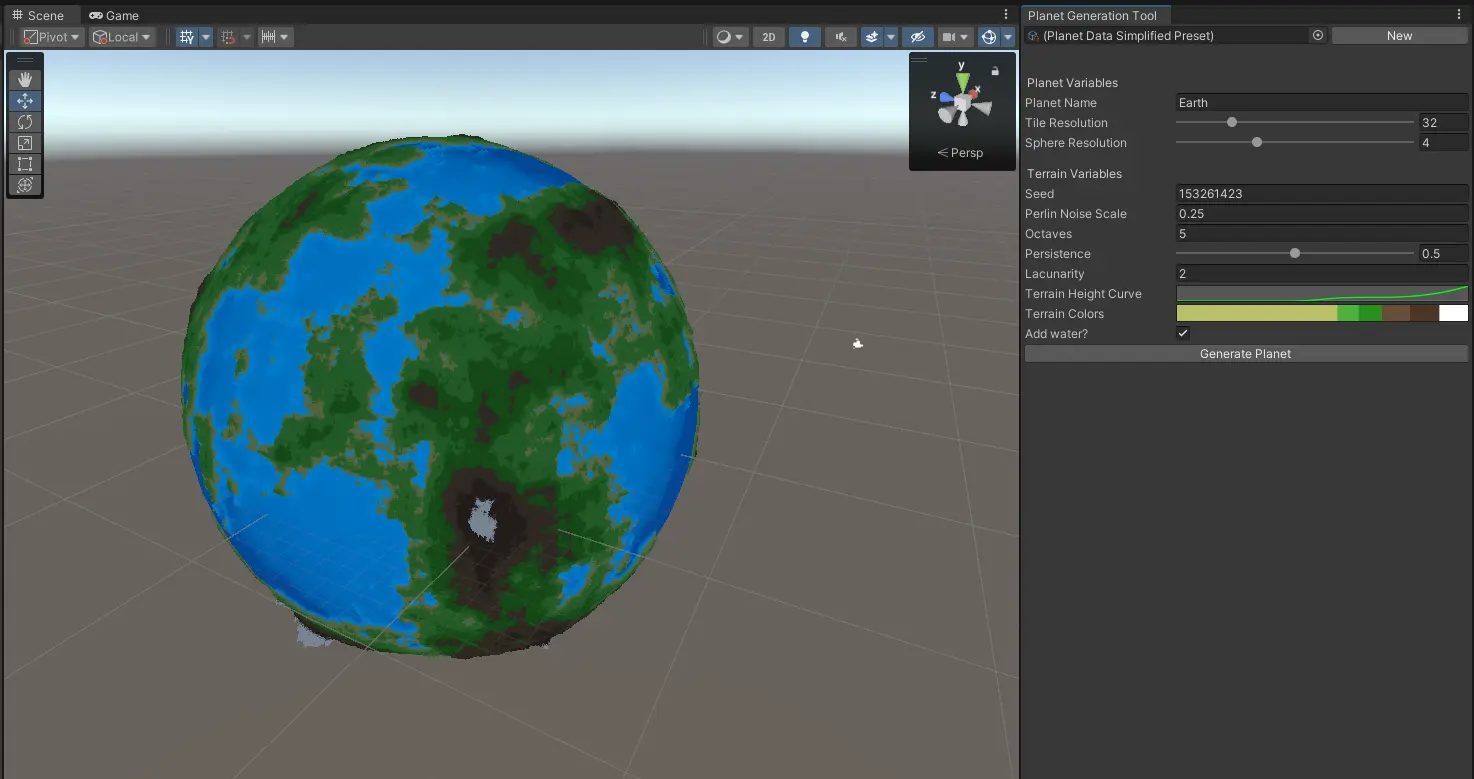 Scene Game
Pivot Local
2D
y
z x
Persp
Planet Generation Tool
(Planet Data Simplified Preset) New
Planet Variables
Planet Name Earth
Tile Resolution 32
Sphere Resolution 4
Terrain Variables
Seed 153261423
Perlin Noise Scale 0.25
Octaves 5
Persistence 0.5
Lacunarity 2
Terrain Height Curve
Terrain Colors
Add water?
Generate Planet